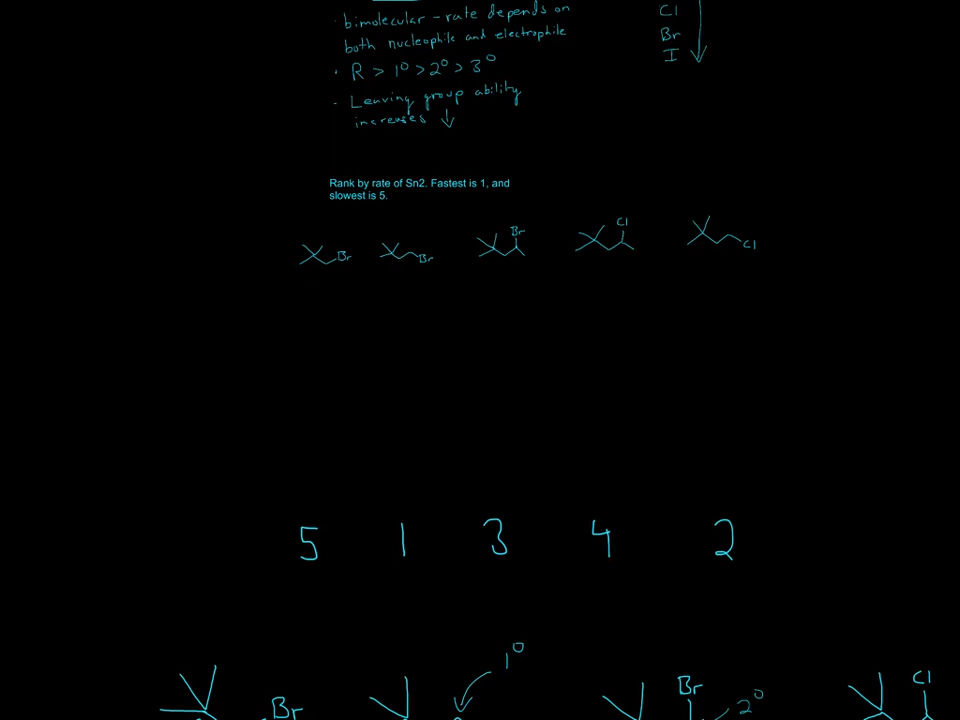 · bimolecular – rate depends on
both nucleophile and electrophile
· R > 1° > 2° > 3°
· Leaving group ability
increases ↓
Cl
Br
I
Rank by rate of Sn2. Fastest is 1, and
slowest is 5.
Br
Br
Br
Cl
Cl
5 1 3 4 2
1°
Br
Br
2°
Cl